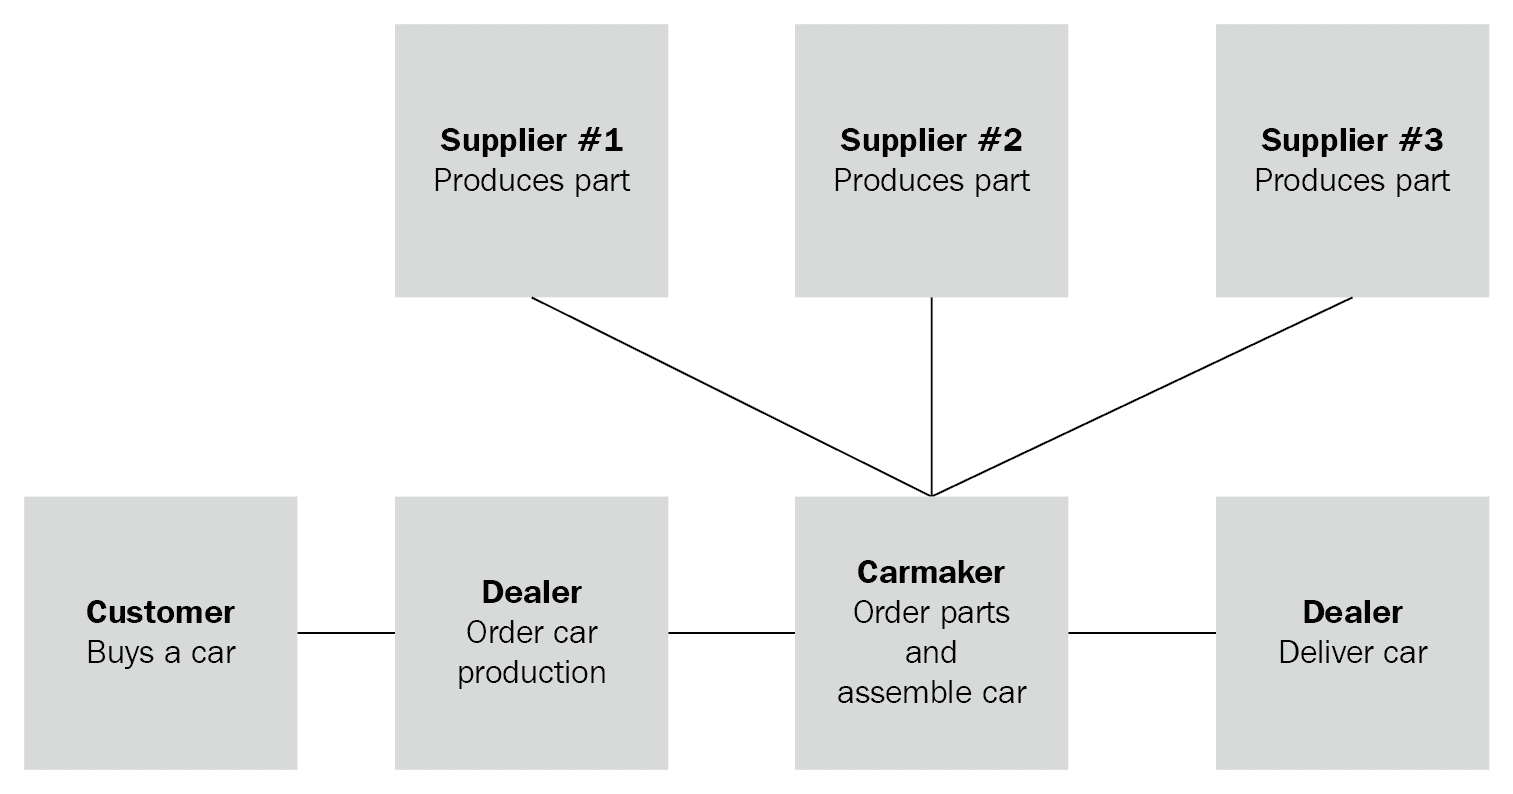 Supplier #1
Produces part
Supplier #2
Produces part
Supplier #3
Produces part
Customer
Buys a car
Dealer
Order car
production
Carmaker
Order parts
and
assemble car
Dealer
Deliver car